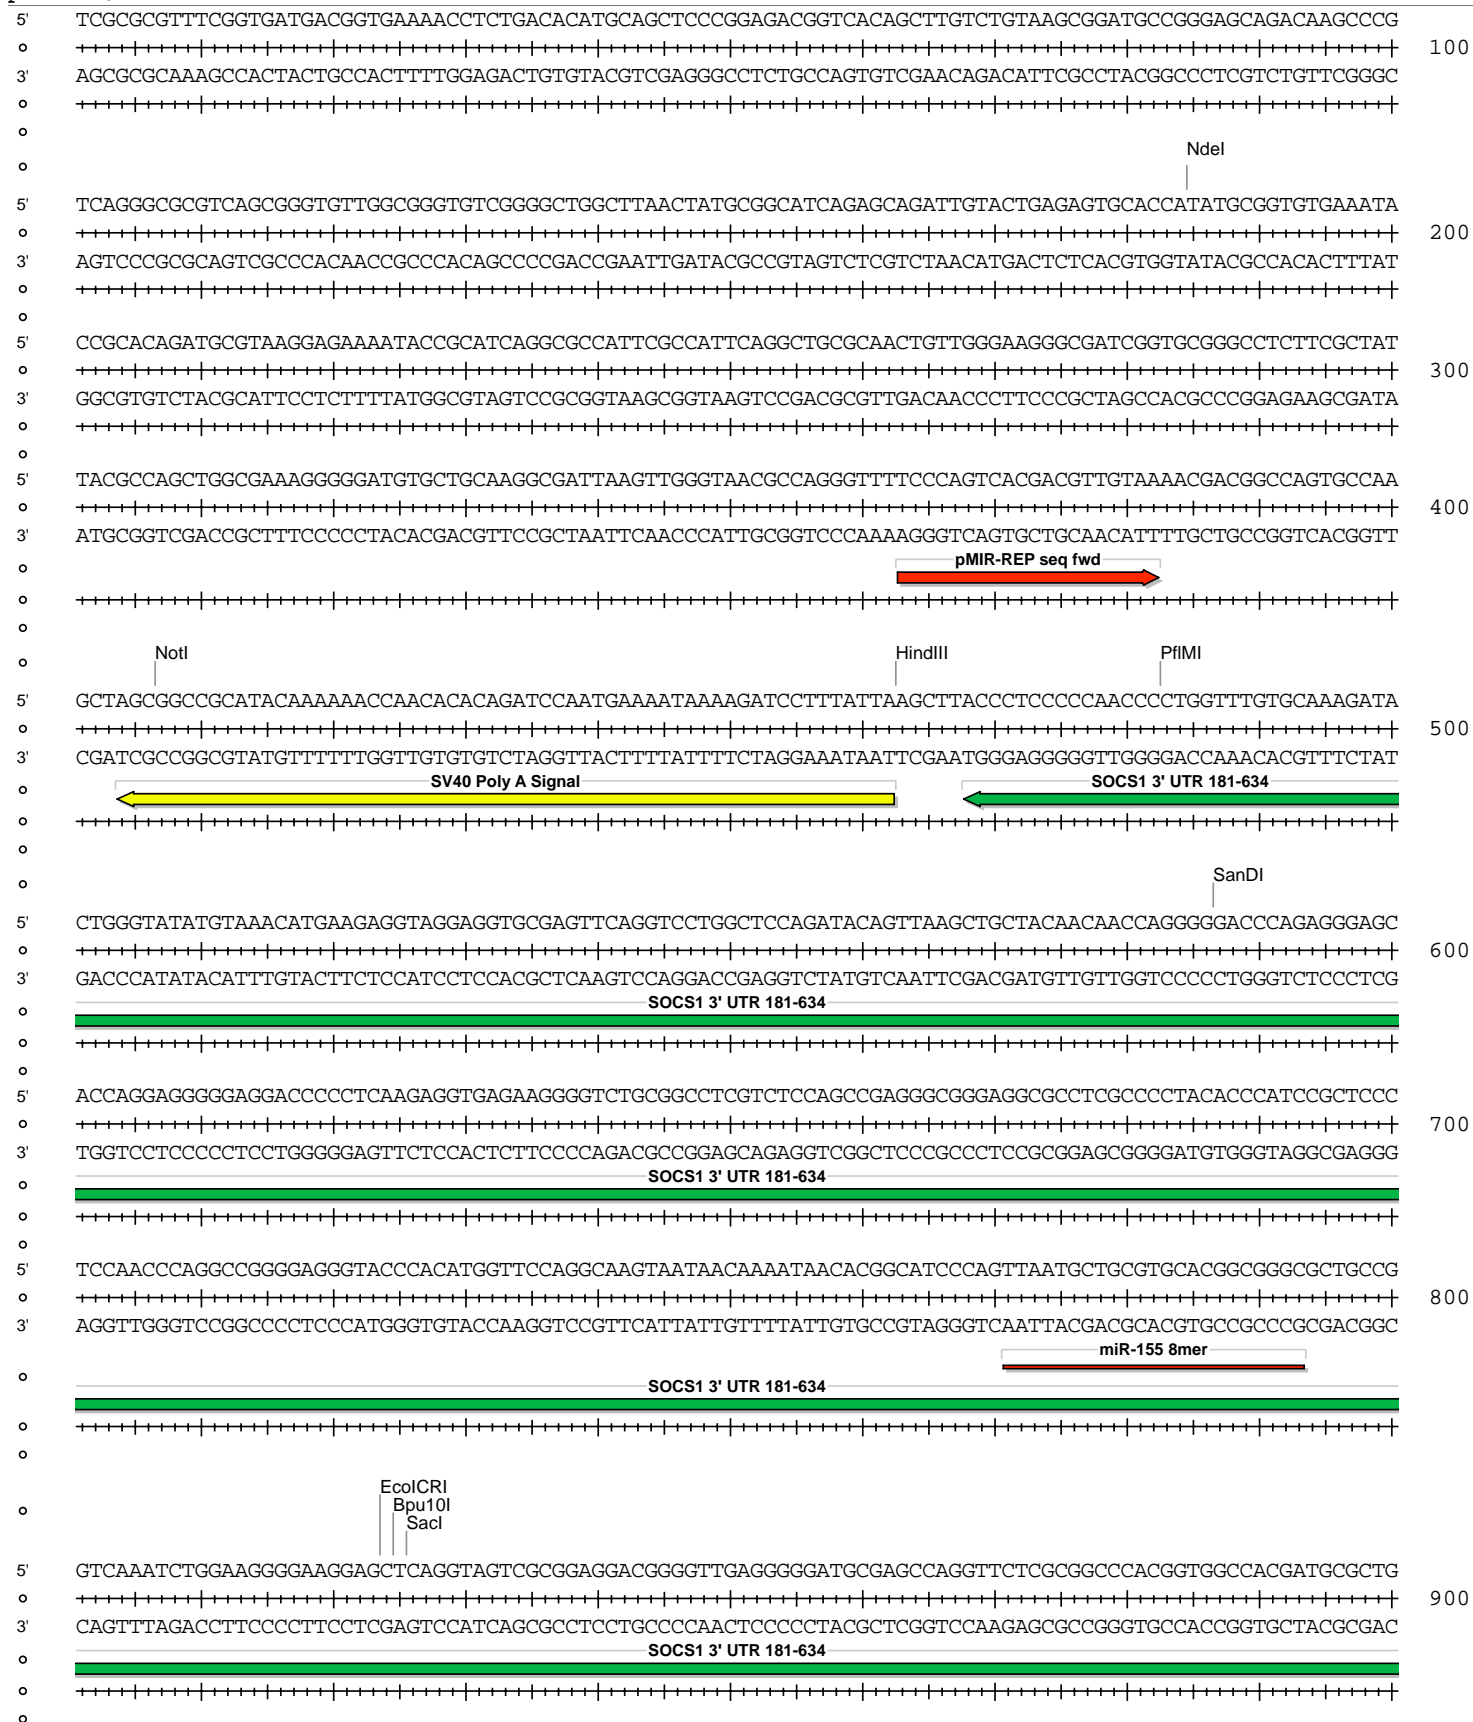 5' TCGCGCGTTTCGGTGATGACGGTGAAAACCTCTGACACATGCAGCTCCCGGAGACGGTCACAGCTTGTCTGTAAGCGGATGCCGGGAGCAGACAAGCCCG
100
3' AGCGCGCAAAGCCACTACTGCCACTTTTGGAGACTGTGTACGTCGAGGGCCTCTGCCAGTGTCGAACAGACATTCGCCTACGGCCCTCGTCTGTTCGGGC
NdeI
5' TCAGGGCGCGTCAGCGGGTGTTGGCGGGTGTCGGGGCTGGCTTAACTATGCGGCATCAGAGCAGATTGTACTGAGAGTGCACCATATGCGGTGTGAAATA
200
3' AGTCCCGCGCAGTCGCCCACAACCGCCCACAGCCCCGACCGAATTGATACGCCGTAGTCTCGTCTAACATGACTCTCACGTGGTATACGCCACACTTTAT
5' CCGCACAGATGCGTAAGGAGAAAATACCGCATCAGGCGCCATTCGCCATTCAGGCTGCGCAACTGTTGGGAAGGGCGATCGGTGCGGGCCTCTTCGCTAT
300
3' GGCGTGTCTACGCATTCCTCTTTTATGGCGTAGTCCGCGGTAAGCGGTAAGTCCGACGCGTTGACAACCCTTCCCGCTAGCCACGCCCGGAGAAGCGATA
5' TACGCCAGCTGGCGAAAGGGGGATGTGCTGCAAGGCGATTAAGTTGGGTAACGCCAGGGTTTTCCCAGTCACGACGTTGTAAAACGACGGCCAGTGCCAA
400
3' ATGCGGTCGACCGCTTTCCCCCTACACGACGTTCCGCTAATTCAACCCATTGCGGTCCCAAAAGGGTCAGTGCTGCAACATTTTGCTGCCGGTCACGGTT
pMIR-REP seq fwd
NotI HindIII PflMI
5' GCTAGCGGCCGCATACAAAAAACCAACACACAGATCCAATGAAAATAAAAGATCCTTTATTAAGCTTACCCTCCCCCAACCCCTGGTTTGTGCAAAGATA
500
3' CGATCGCCGGCGTATGTTTTTTGGTTGTGTGTCTAGGTTACTTTTATTTTCTAGGAAATAATTCGAATGGGAGGGGGTTGGGGACCAAACACGTTTCTAT
SV40 Poly A Signal SOCS1 3' UTR 181-634
SanDI
5' CTGGGTATATGTAAACATGAAGAGGTAGGAGGTGCGAGTTCAGGTCCTGGCTCCAGATACAGTTAAGCTGCTACAACAACCAGGGGGACCCAGAGGGAGC
600
3' GACCCATATACATTTGTACTTCTCCATCCTCCACGCTCAAGTCCAGGACCGAGGTCTATGTCAATTCGACGATGTTGTTGGTCCCCCTGGGTCTCCCTCG
SOCS1 3' UTR 181-634
5' ACCAGGAGGGGGAGGACCCCCTCAAGAGGTGAGAAGGGGTCTGCGGCCTCGTCTCCAGCCGAGGGCGGGAGGCGCCTCGCCCCTACACCCATCCGCTCCC
700
3' TGGTCCTCCCCCTCCTGGGGGAGTTCTCCACTCTTCCCCAGACGCCGGAGCAGAGGTCGGCTCCCGCCCTCCGCGGAGCGGGGATGTGGGTAGGCGAGGG
SOCS1 3' UTR 181-634
5' TCCAACCCAGGCCGGGGAGGGTACCCACATGGTTCCAGGCAAGTAATAACAAAATAACACGGCATCCCAGTTAATGCTGCGTGCACGGCGGGCGCTGCCG
800
3' AGGTTGGGTCCGGCCCCTCCCATGGGTGTACCAAGGTCCGTTCATTATTGTTTTATTGTGCCGTAGGGTCAATTACGACGCACGTGCCGCCCGCGACGGC
miR-155 8mer
SOCS1 3' UTR 181-634
EcoICRI
Bpu10I
SacI
5' GTCAAATCTGGAAGGGGAAGGAGCTCAGGTAGTCGCGGAGGACGGGGTTGAGGGGGATGCGAGCCAGGTTCTCGCGGCCCACGGTGGCCACGATGCGCTG
900
3' CAGTTTAGACCTTCCCCTTCCTCGAGTCCATCAGCGCCTCCTGCCCCAACTCCCCCTACGCTCGGTCCAAGAGCGCCGGGTGCCACCGGTGCTACGCGAC
SOCS1 3' UTR 181-634